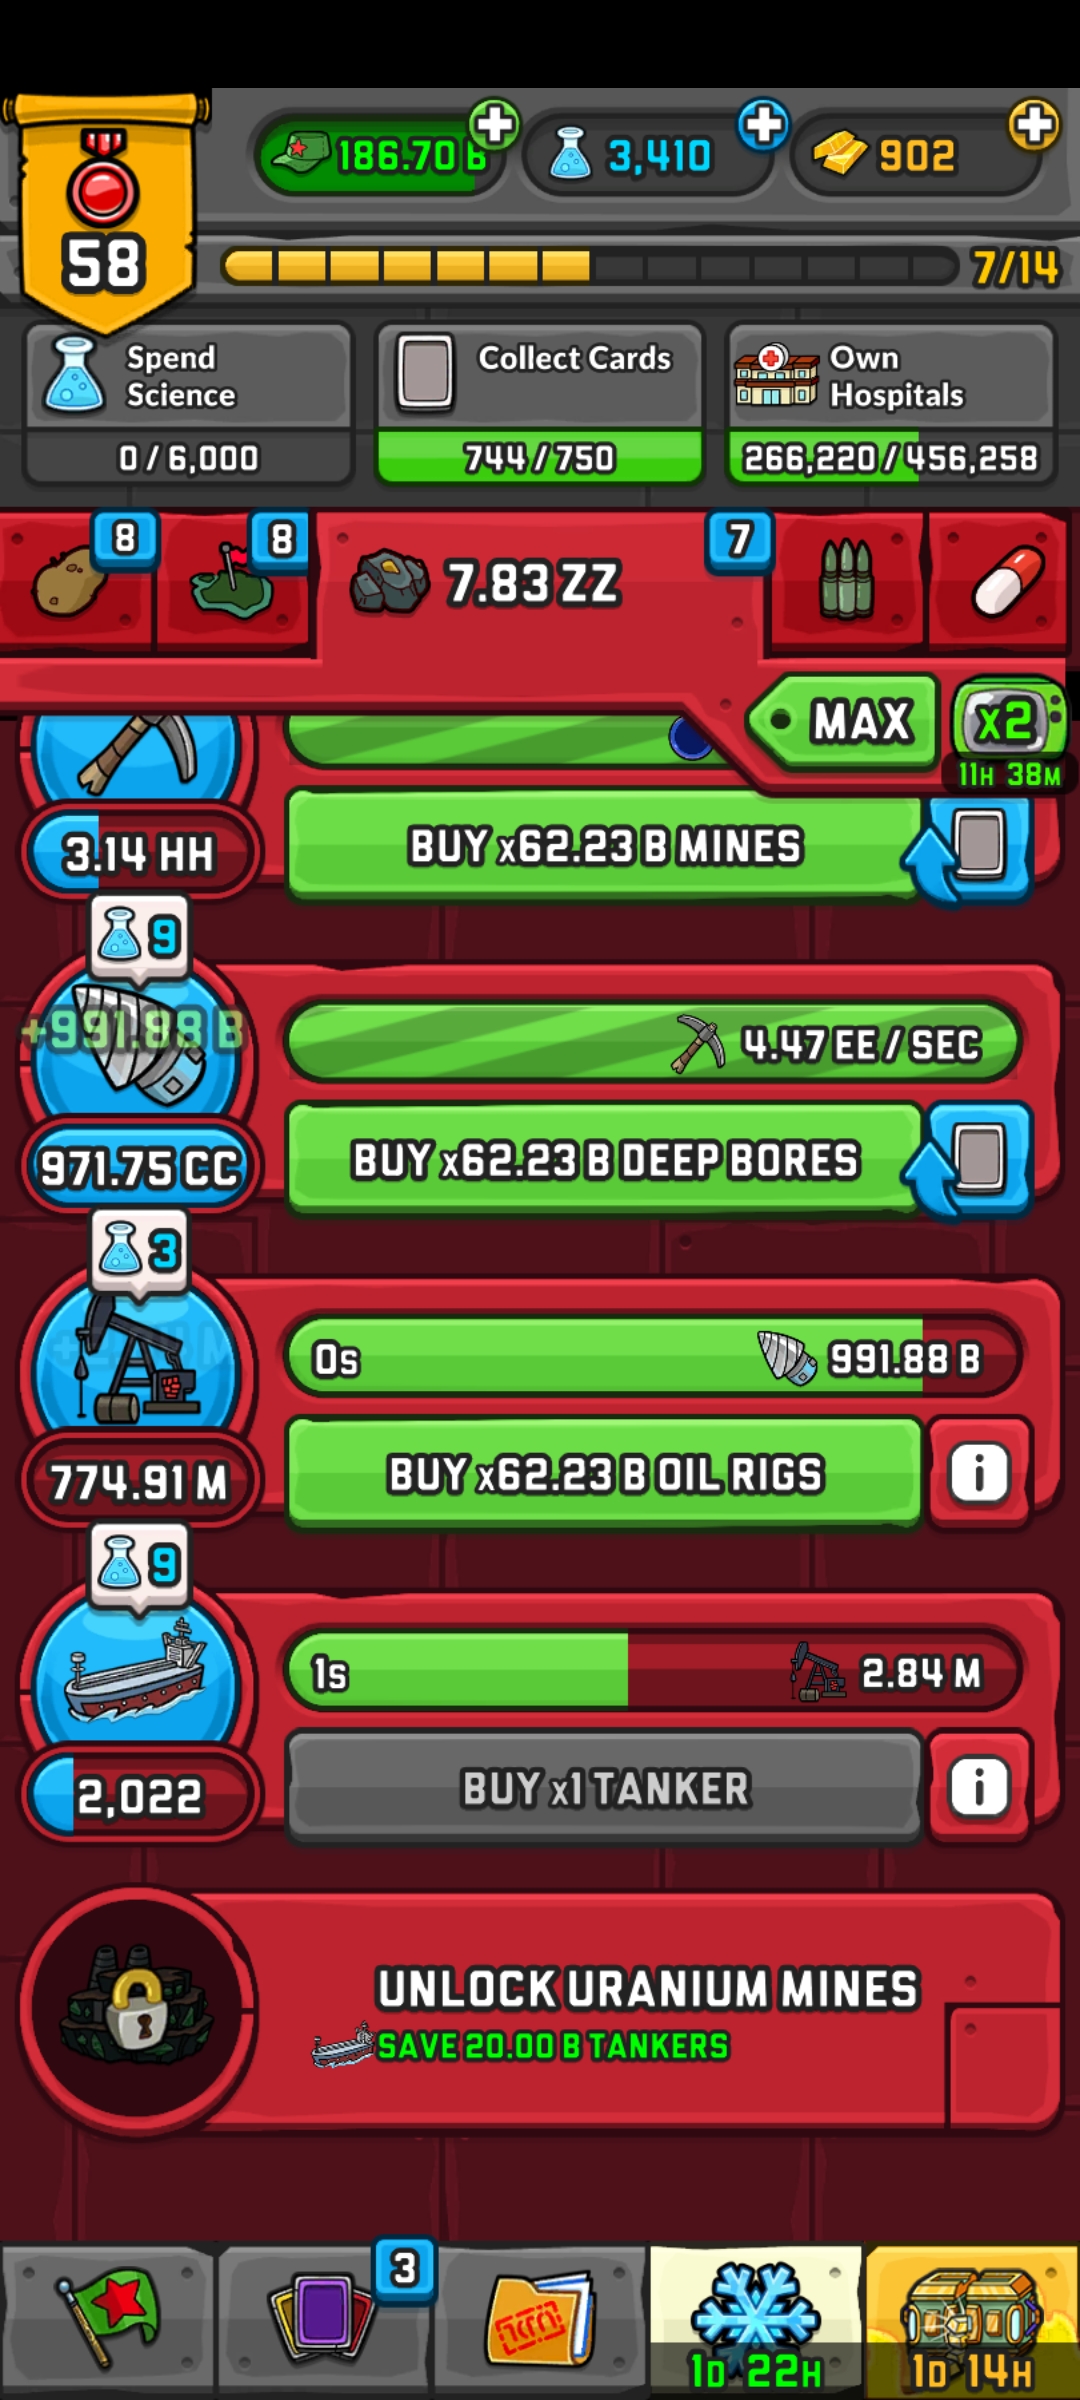 58
186.70 B
3,410
902
7/14
Spend
Science
0 / 6,000
Collect Cards
744 / 750
Own
Hospitals
266,220 / 456,258
8
8
7.83 ZZ
7
MAX
x2
11H 38M
3.14 HH
BUY x62.23 B MINES
9
+991.88 B
4.47 EE / SEC
971.75 CC
BUY x62.23 B DEEP BORES
3
0s
991.88 B
774.91 M
BUY x62.23 B OIL RIGS
9
1s
2.84 M
2,022
BUY x1 TANKER
UNLOCK URANIUM MINES
SAVE 20.00 B TANKERS
3
1D 22H
1D 14H